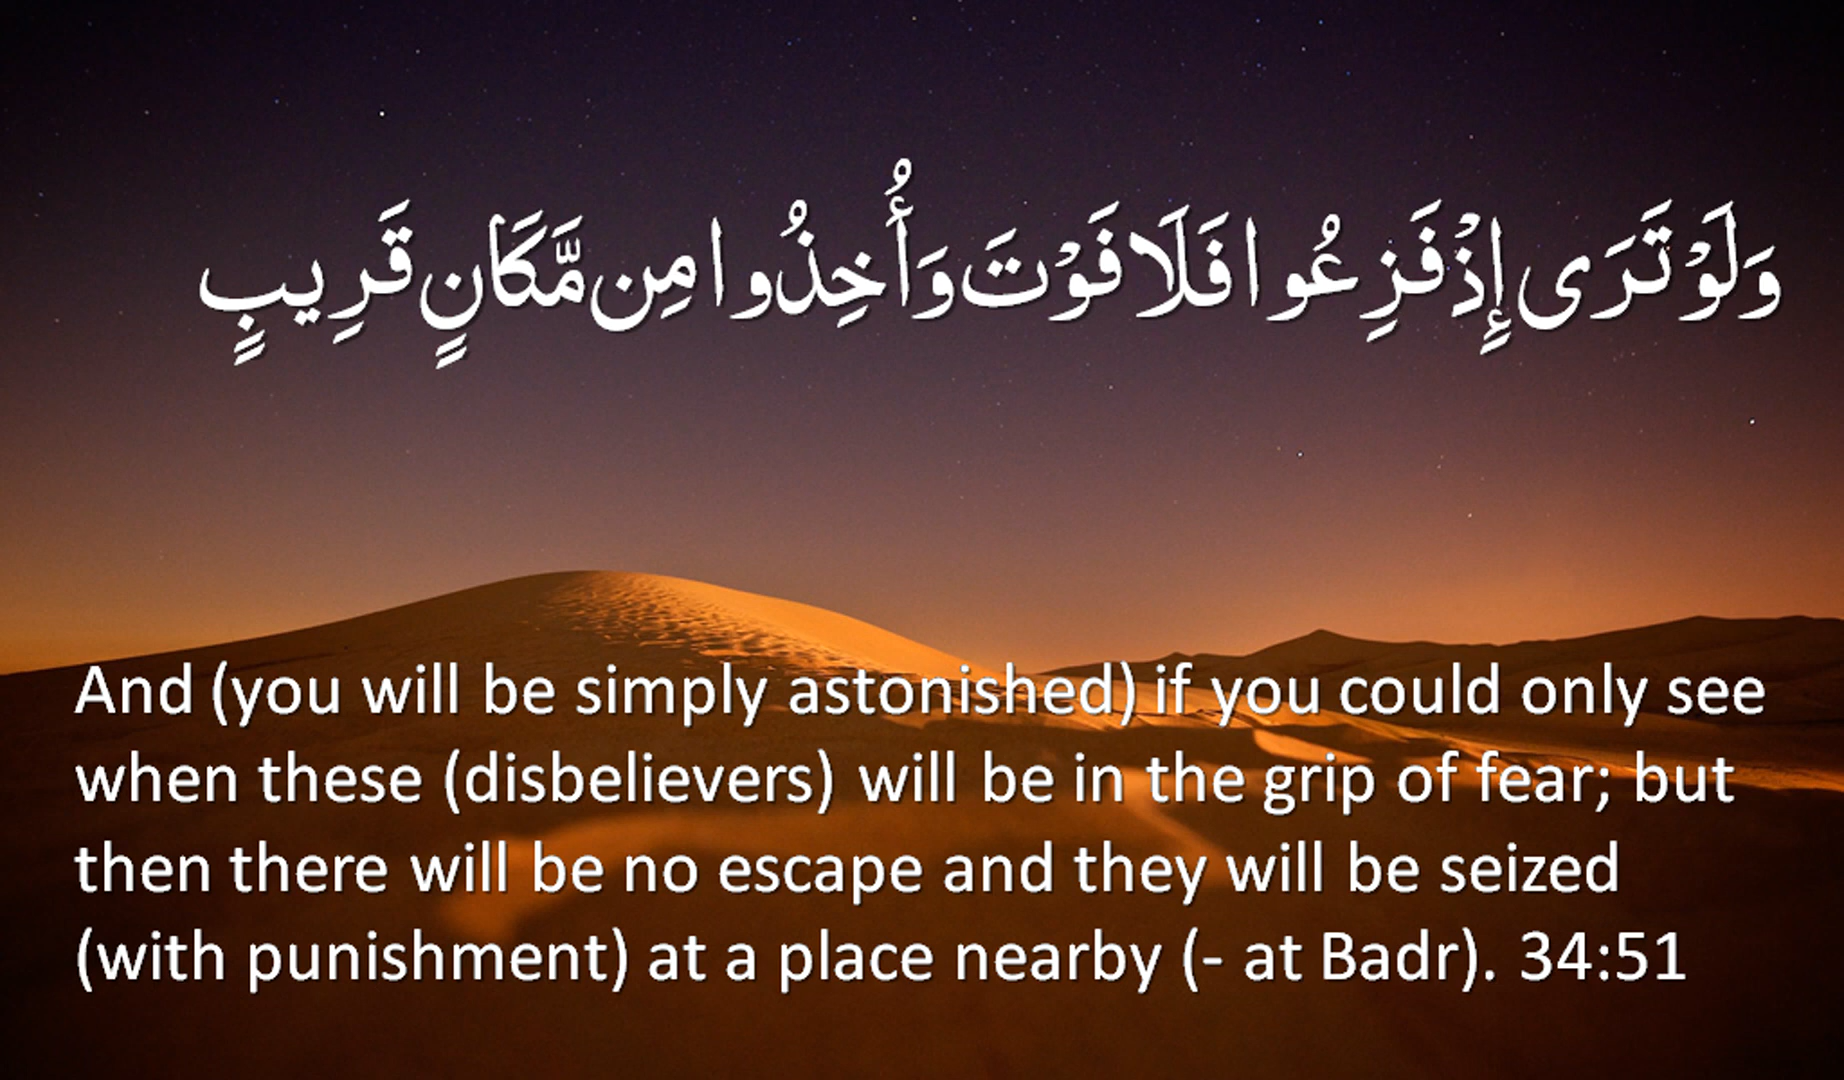 وَلَوْ تَرَى إِذْ فَزِعُوا فَلَا فَوْتَ وَأُخِذُوا مِن مَّكَانٍ قَرِيبٍ
And (you will be simply astonished) if you could only see
when these (disbelievers) will be in the grip of fear; but
then there will be no escape and they will be seized
(with punishment) at a place nearby (- at Badr). 34:51